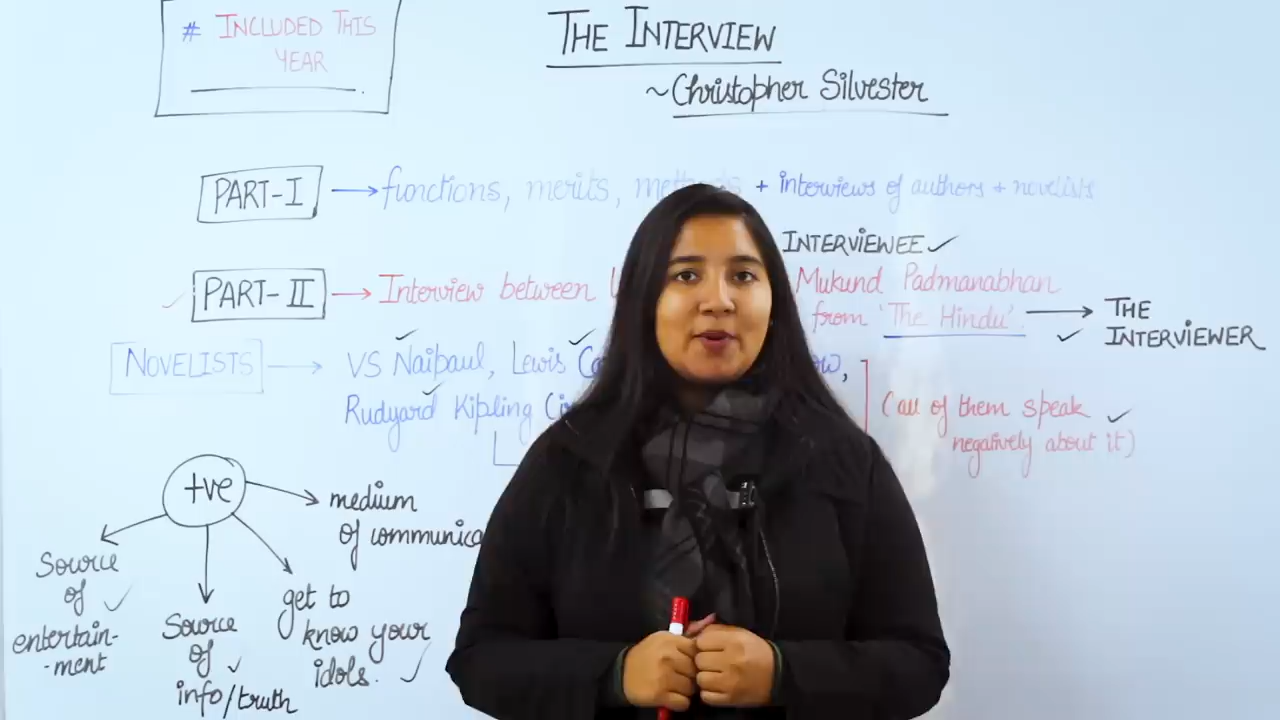 # INCLUDED THIS
YEAR
THE INTERVIEW
~Christopher Silvester
PART-I → functions, merits, methods + interviews of authors + novelists
INTERVIEWEE ✓
PART-II → Interview between Mukund Padmanabhan
from 'The Hindu'. → THE
INTERVIEWER
NOVELISTS → VS Naipaul, Lewis
Rudyard Kipling
(all of them speak
negatively about it)
+ve
medium
of communica
Source
of
entertain-
-ment
Source
of
info/truth
get to
know your
idols.